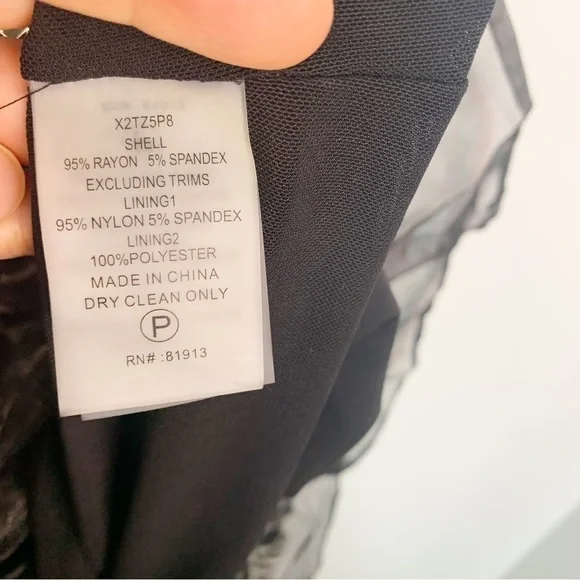 X2TZ5P8
SHELL
95% RAYON 5% SPANDEX
EXCLUDING TRIMS
LINING1
95% NYLON 5% SPANDEX
LINING2
100%POLYESTER
MADE IN CHINA
DRY CLEAN ONLY
P
RN# :81913